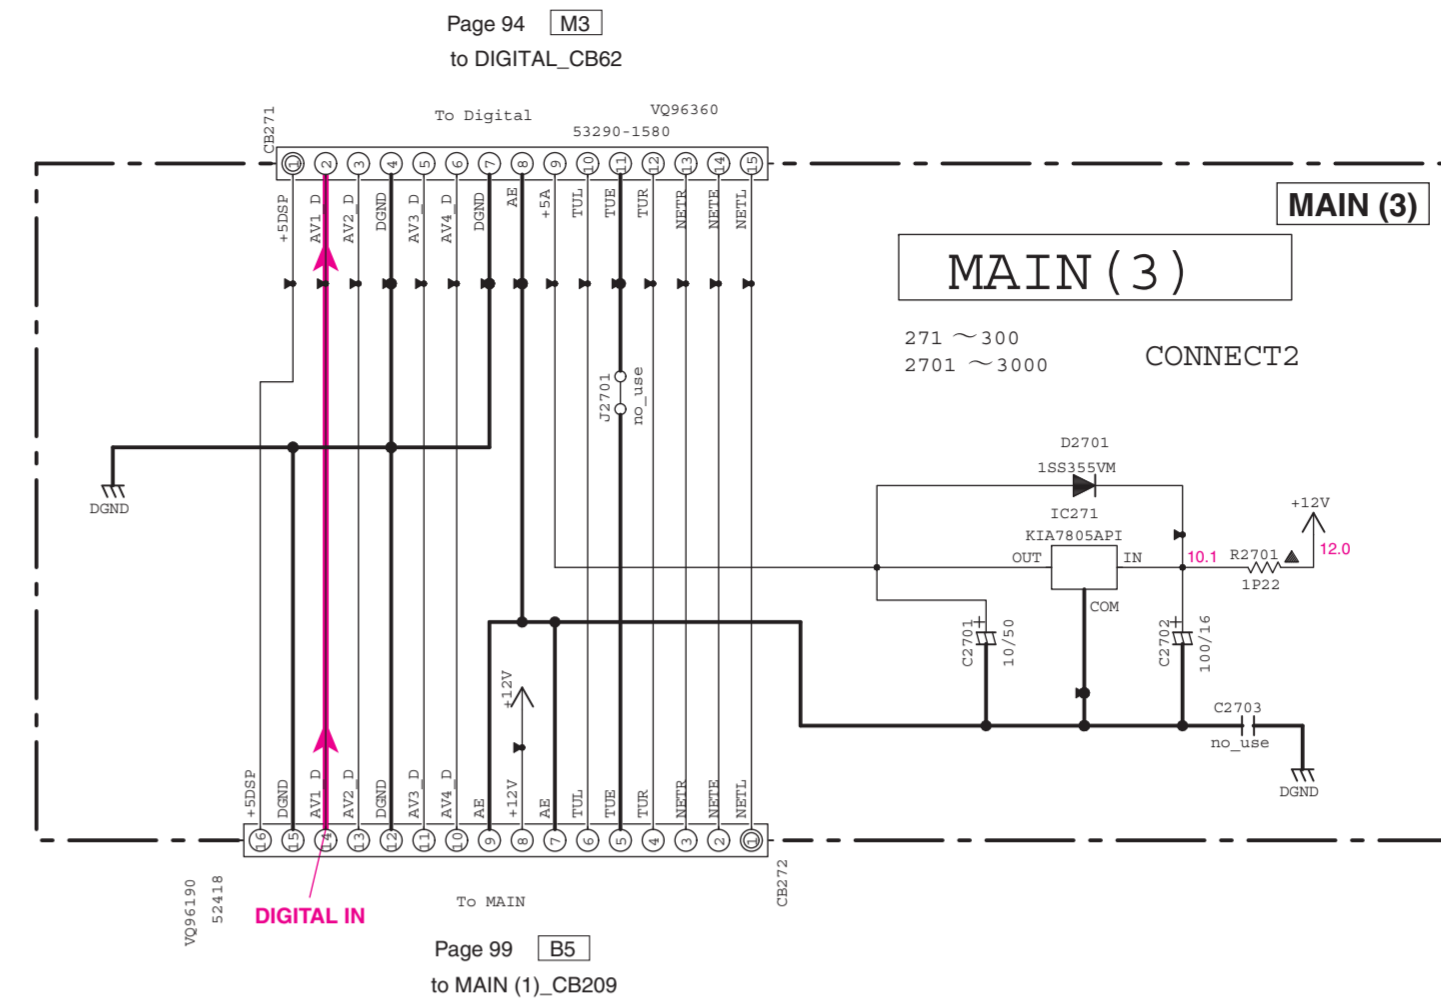 Page 94 M3
to DIGITAL_CB62
To Digital
VQ96360
53290-1580
CB271
1 2 3 4 5 6 7 8 9 10 11 12 13 14 15
+5DSP
AV1_D
AV2_D
DGND
AV3_D
AV4_D
DGND
AE
+5A
TUL
TUE
TUR
NETR
NETE
NETL
MAIN (3)
MAIN(3)
271 ～300
2701 ～3000
CONNECT2
J2701
no_use
DGND
D2701
1SS355VM
IC271
KIA7805API
OUT
IN
COM
10.1
R2701
1P22
+12V
12.0
C2701
+
10/50
C2702
+
100/16
C2703
no_use
DGND
+12V
+5DSP
DGND
AV1_D
AV2_D
DGND
AV3_D
AV4_D
AE
+12V
AE
TUL
TUE
TUR
NETR
NETE
NETL
16 15 14 13 12 11 10 9 8 7 6 5 4 3 2 1
CB272
VQ96190
52418
DIGITAL IN
To MAIN
Page 99 B5
to MAIN (1)_CB209